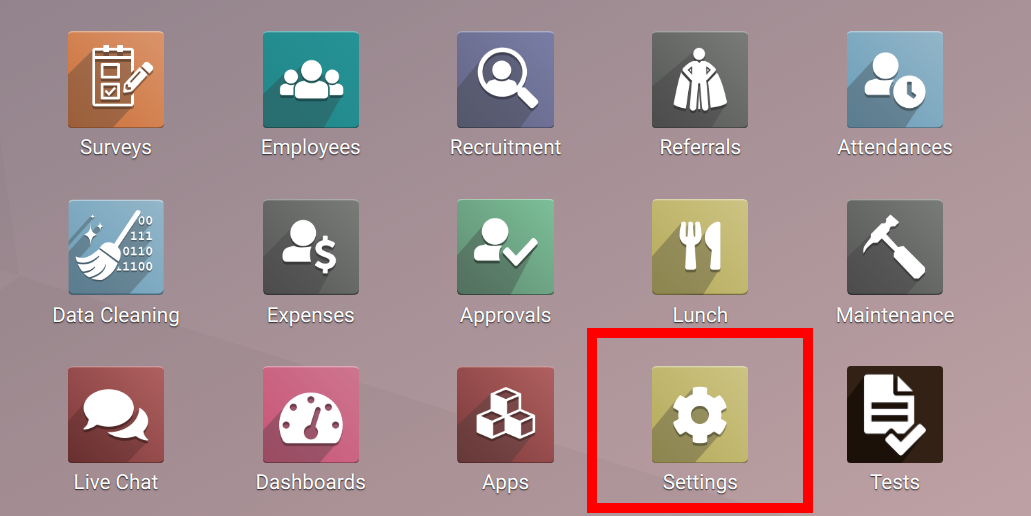 Surveys
Employees
Recruitment
Referrals
Attendances
00
111
0110
11100
Data Cleaning
Expenses
Approvals
Lunch
Maintenance
Live Chat
Dashboards
Apps
Settings
Tests